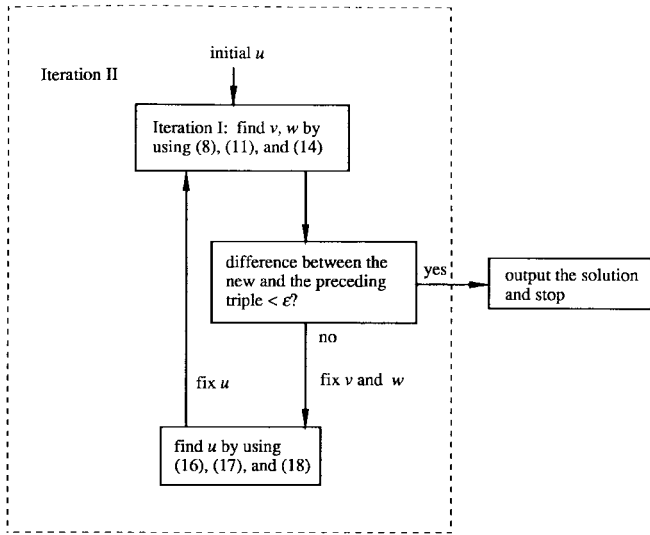 initial u
Iteration II
Iteration I: find v, w by
using (8), (11), and (14)
difference between the
new and the preceding
triple < ε?
yes
output the solution
and stop
no
fix u
fix v and w
find u by using
(16), (17), and (18)